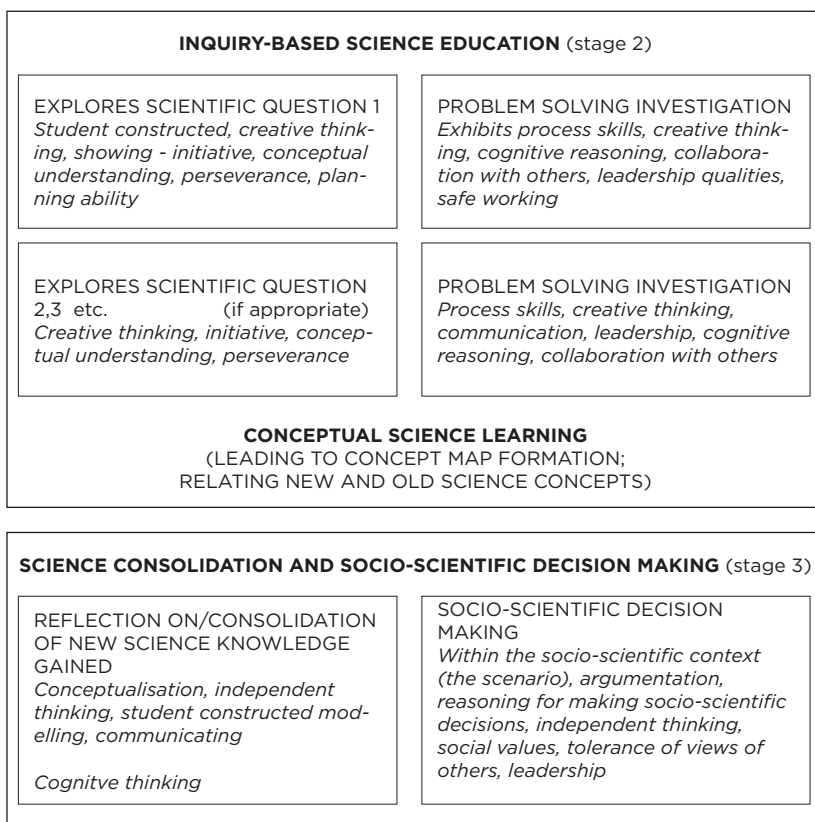 INQUIRY-BASED SCIENCE EDUCATION (stage 2)
EXPLORES SCIENTIFIC QUESTION 1
Student constructed, creative think-
ing, showing - initiative, conceptual
understanding, perseverance, plan-
ning ability
PROBLEM SOLVING INVESTIGATION
Exhibits process skills, creative think-
ing, cognitive reasoning, collabora-
tion with others, leadership qualities,
safe working
EXPLORES SCIENTIFIC QUESTION
2,3 etc. (if appropriate)
Creative thinking, initiative, concep-
tual understanding, perseverance
PROBLEM SOLVING INVESTIGATION
Process skills, creative thinking,
communication, leadership, cognitive
reasoning, collaboration with others
CONCEPTUAL SCIENCE LEARNING
(LEADING TO CONCEPT MAP FORMATION;
RELATING NEW AND OLD SCIENCE CONCEPTS)
SCIENCE CONSOLIDATION AND SOCIO-SCIENTIFIC DECISION MAKING (stage 3)
REFLECTION ON/CONSOLIDATION
OF NEW SCIENCE KNOWLEDGE
GAINED
Conceptualisation, independent
thinking, student constructed mod-
elling, communicating
Cognitve thinking
SOCIO-SCIENTIFIC DECISION
MAKING
Within the socio-scientific context
(the scenario), argumentation,
reasoning for making socio-scientific
decisions, independent thinking,
social values, tolerance of views of
others, leadership